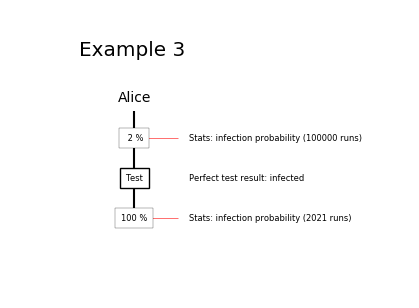 Example 3
Alice
2 % Stats: infection probability (100000 runs)
Test Perfect test result: infected
100 % Stats: infection probability (2021 runs)